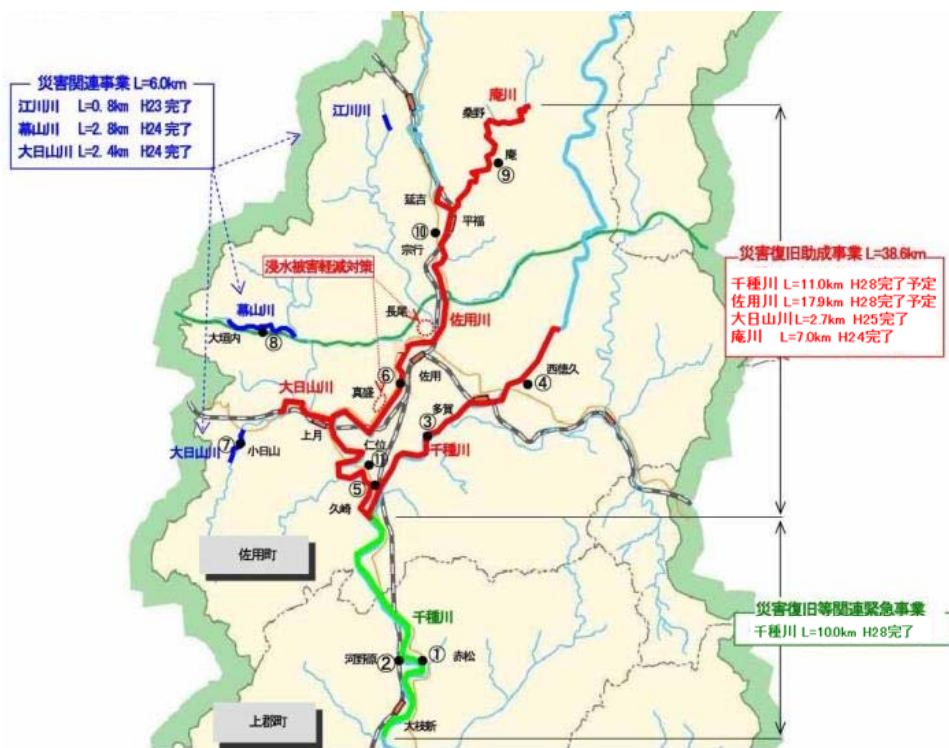 災害関連事業 L=6.0km
江川川 L=0.8km H23完了
幕山川 L=2.8km H24完了
大日山川 L=2.4km H24完了
江川川
庵川
桑野
庵
⑨
延吉
平福
⑩
宗行
浸水被害軽減対策
災害復旧助成事業 L=38.6km
千種川 L=11.0km H28完了予定
佐用川 L=17.9km H28完了予定
大日山川 L=2.7km H25完了
庵川 L=7.0km H24完了
幕山川
長尾
佐用川
大垣内
⑧
⑥
佐用
西徳久
④
大日山川
真盛
多賀
③
上月
仁位
千種川
⑦
小日山
大日山川
⑪
⑤
久崎
佐用町
災害復旧等関連緊急事業
千種川 L=10.0km H28完了
千種川
河野原
②
①
赤松
上郡町
大枝新